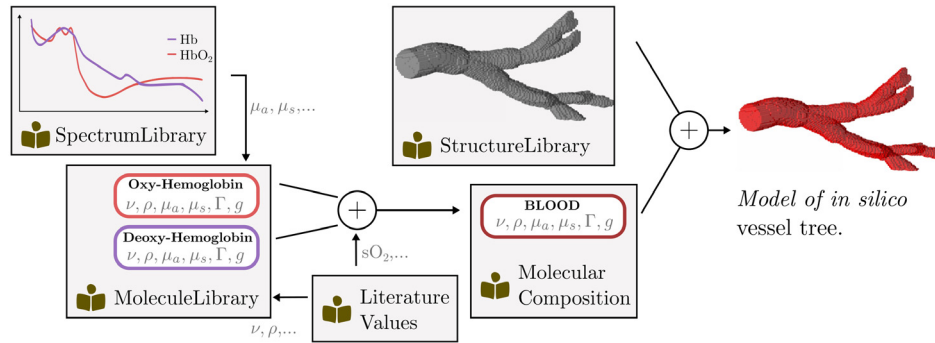 Hb
HbO₂
SpectrumLibrary
μₐ, μₛ,...
StructureLibrary
Oxy-Hemoglobin
ν, ρ, μₐ, μₛ, Γ, g
Deoxy-Hemoglobin
ν, ρ, μₐ, μₛ, Γ, g
MoleculeLibrary
+
sO₂,...
ν, ρ,...
Literature
Values
BLOOD
ν, ρ, μₐ, μₛ, Γ, g
Molecular
Composition
+
Model of in silico
vessel tree.